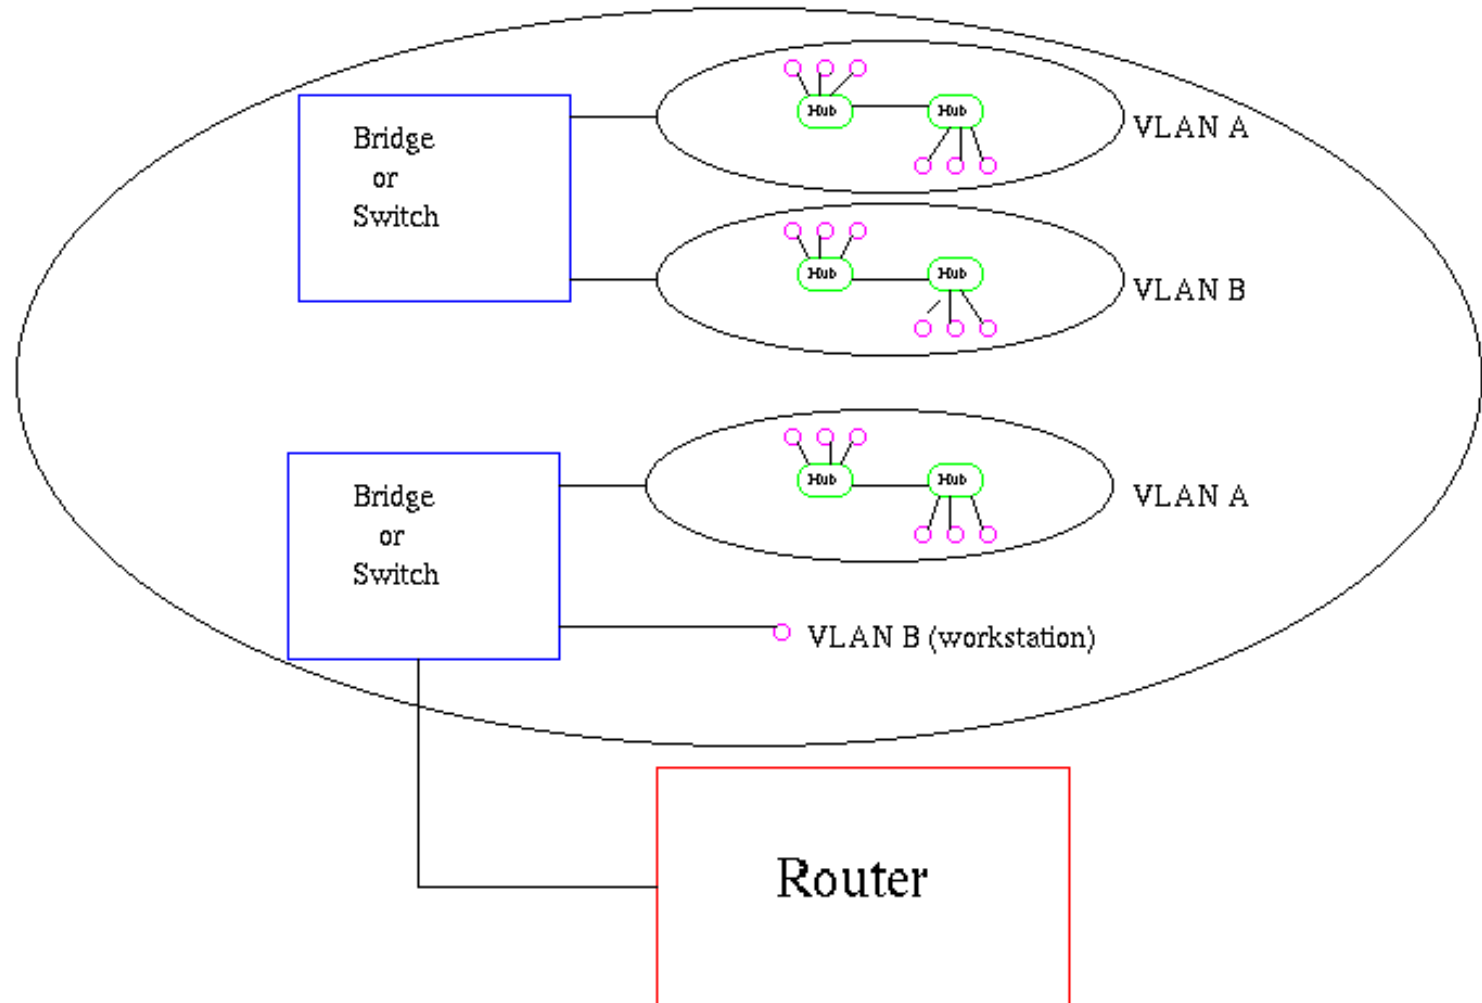 Hub
Hub
VLAN A
Bridge
or
Switch
Hub
Hub
VLAN B
Hub
Hub
VLAN A
Bridge
or
Switch
VLAN B (workstation)
Router